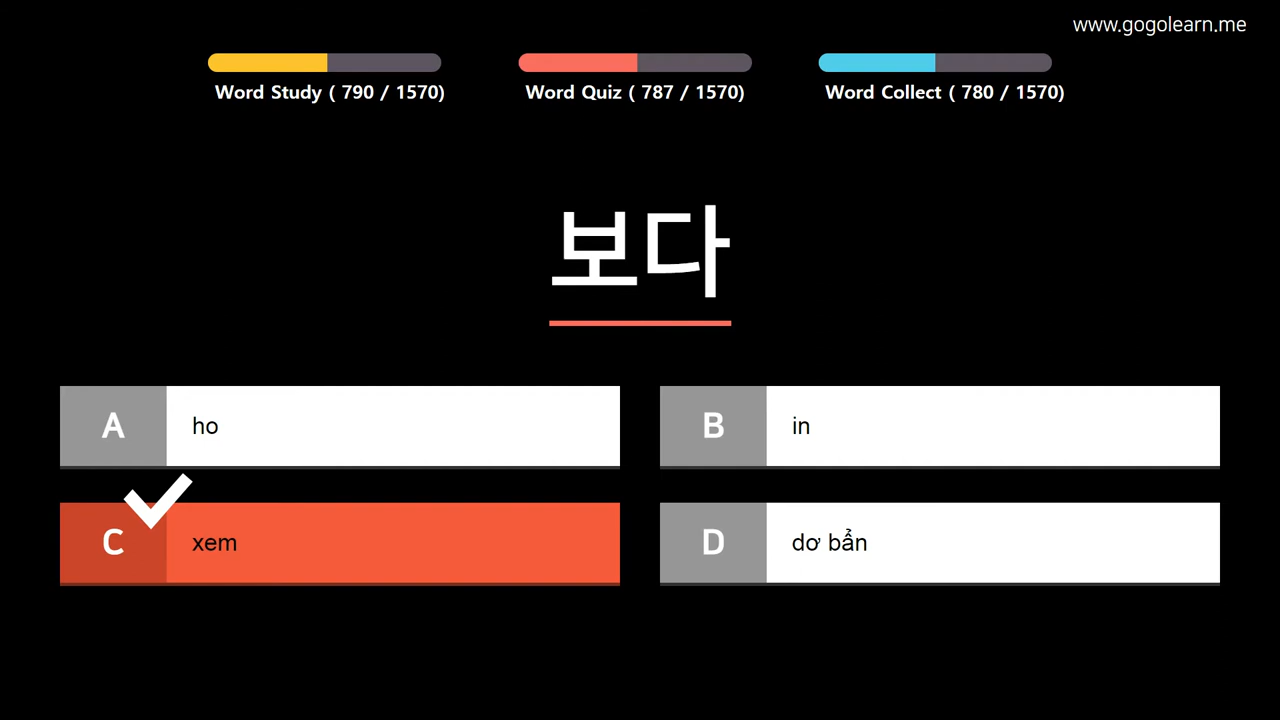 www.gogolearn.me
Word Study ( 790 / 1570)
Word Quiz ( 787 / 1570)
Word Collect ( 780 / 1570)
보다
A
ho
B
in
C
xem
D
dơ bẩn